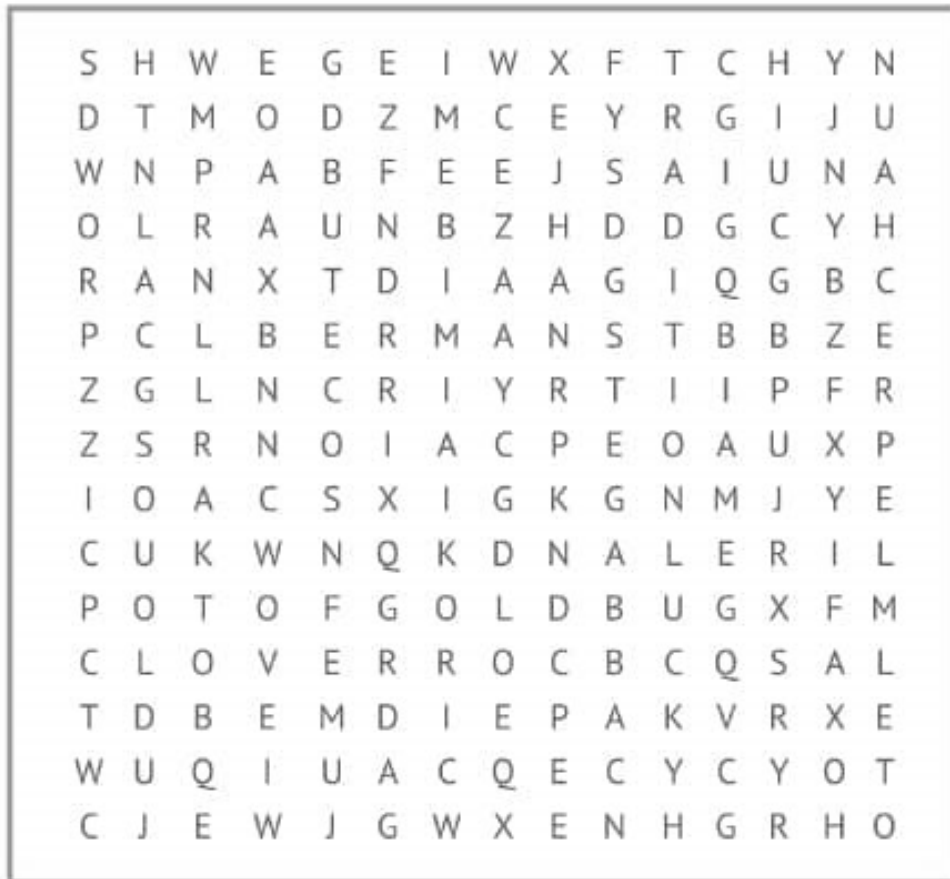 S H W E G E I W X F T C H Y N
D T M O D Z M C E Y R G I J U
W N P A B F E E J S A I U N A
O L R A U N B Z H D D G C Y H
R A N X T D I A A G I Q G B C
P C L B E R M A N S T B B Z E
Z G L N C R I Y R T I I P F R
Z S R N O I A C P E O A U X P
I O A C S X I G K G N M J Y E
C U K W N Q K D N A L E R I L
P O T O F G O L D B U G X F M
C L O V E R R O C B C Q S A L
T D B E M D I E P A K V R X E
W U Q I U A C Q E C Y C Y O T
C J E W J G W X E N H G R H O